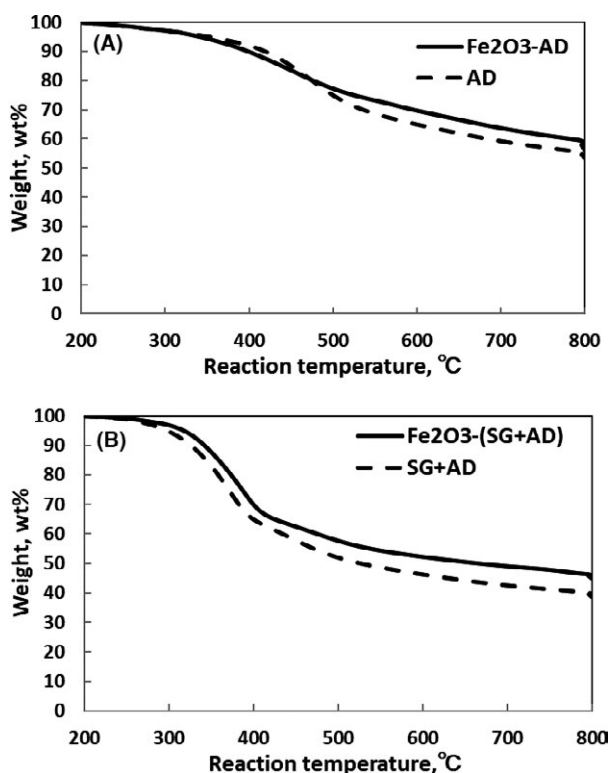 (A)
Fe2O3-AD
AD
100
90
80
70
60
50
40
30
20
10
0
Weight, wt%
200 300 400 500 600 700 800
Reaction temperature, °C
(B)
Fe2O3-(SG+AD)
SG+AD
100
90
80
70
60
50
40
30
20
10
0
Weight, wt%
200 300 400 500 600 700 800
Reaction temperature,°C